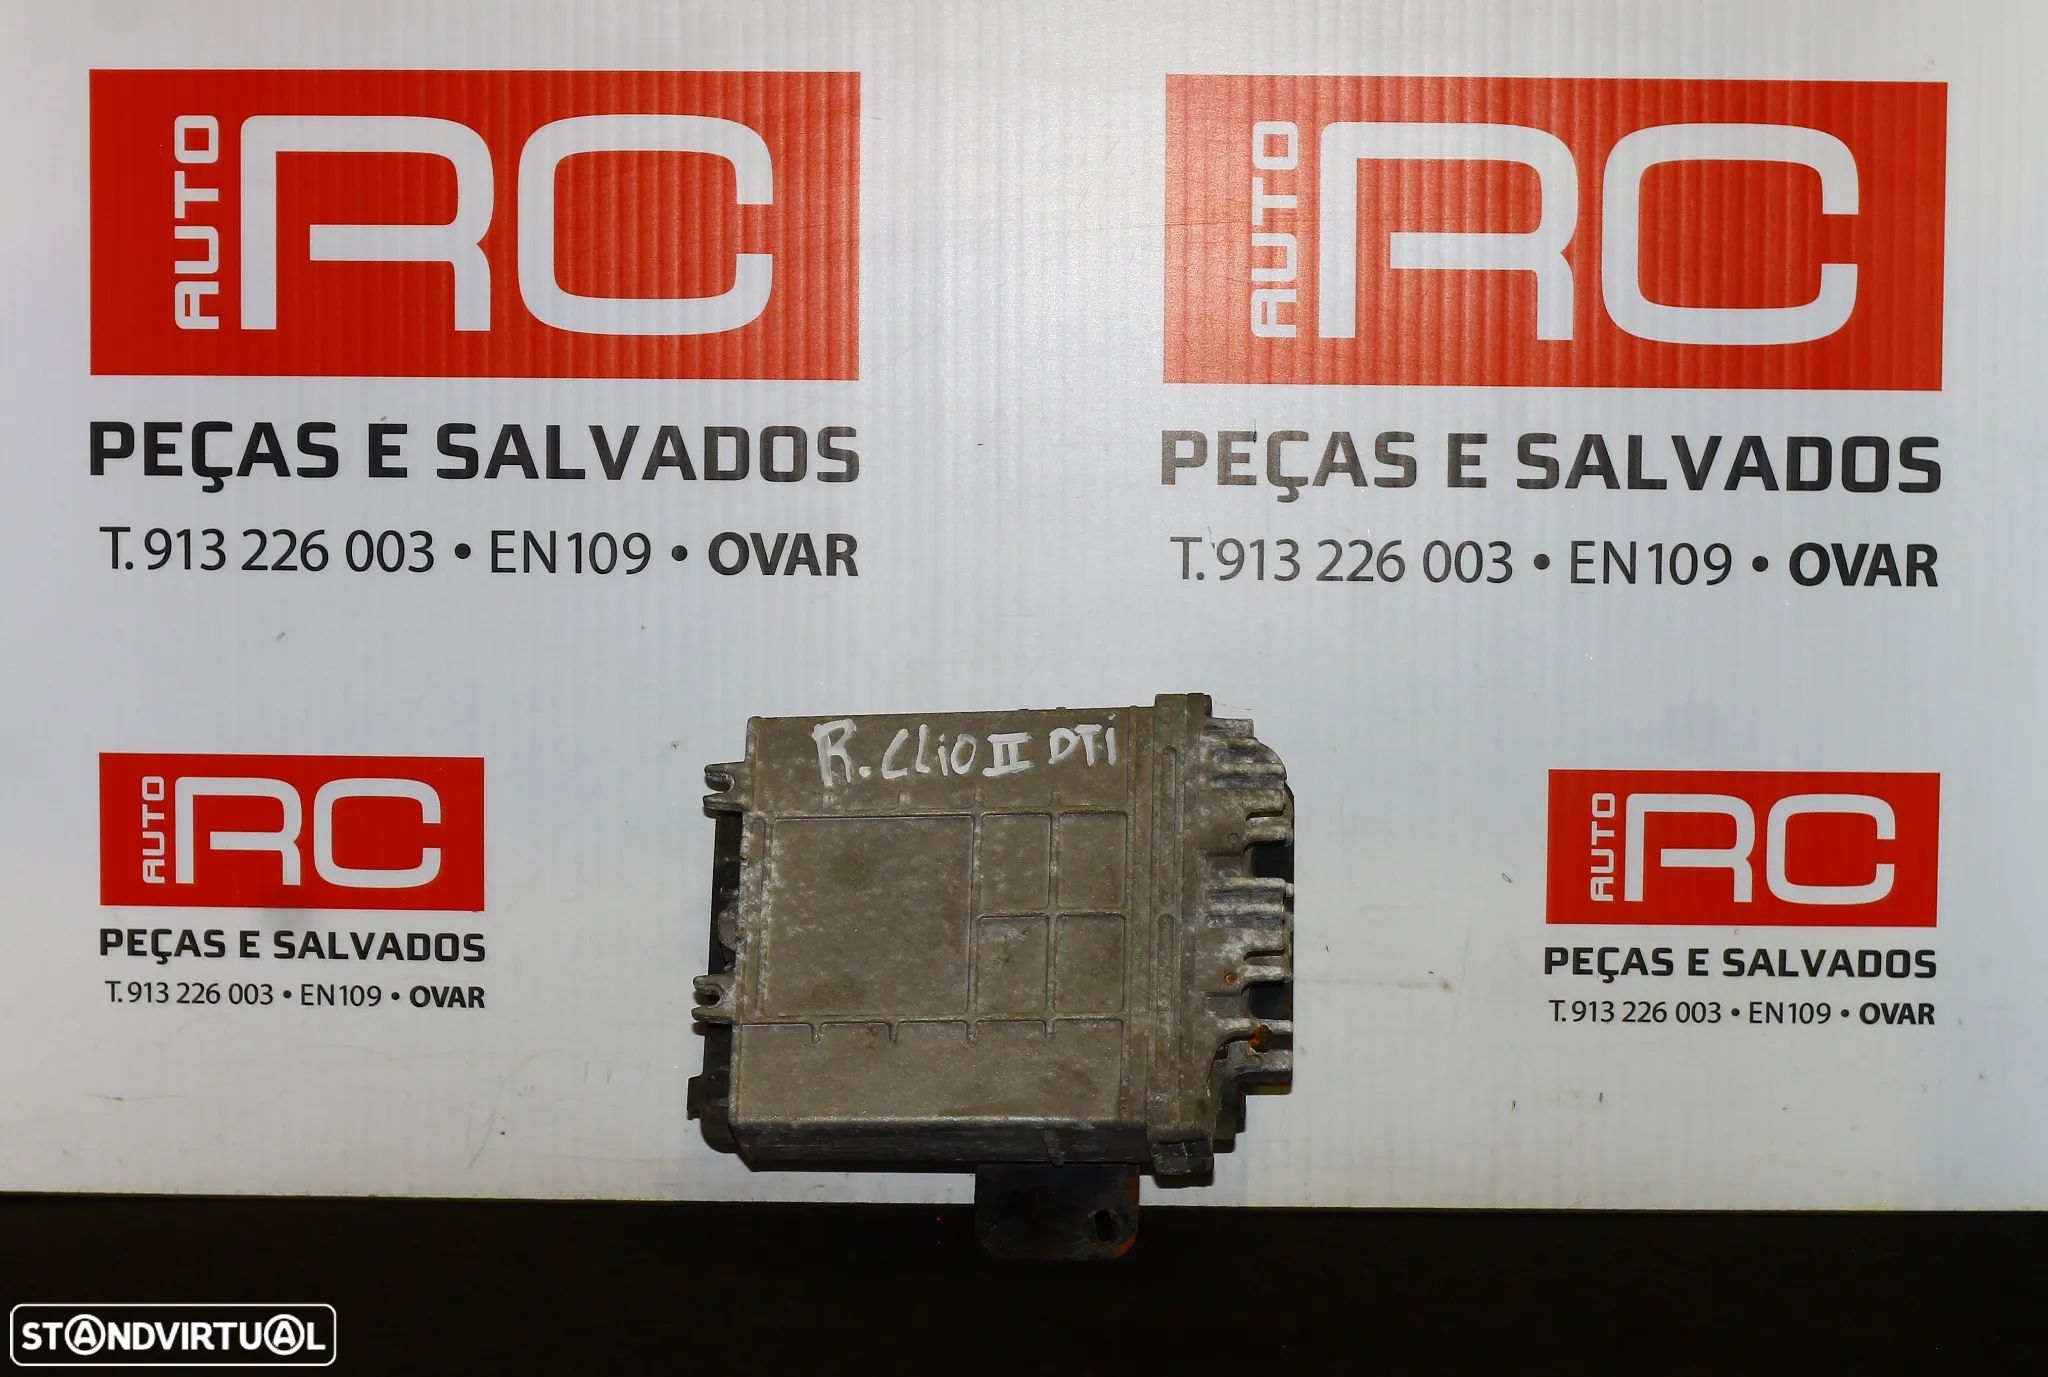 AUTO RC
PEÇAS E SALVADOS
T. 913 226 003 • EN109 • OVAR
AUTO RC
PEÇAS E SALVADOS
T. 913 226 003 • EN109 • OVAR
R. CLiO II DTi
AUTO RC
PEÇAS E SALVADOS
T. 913 226 003 • EN109 • OVAR
AUTO RC
PEÇAS E SALVADOS
T. 913 226 003 • EN109 • OVAR
STANDVIRTUAL